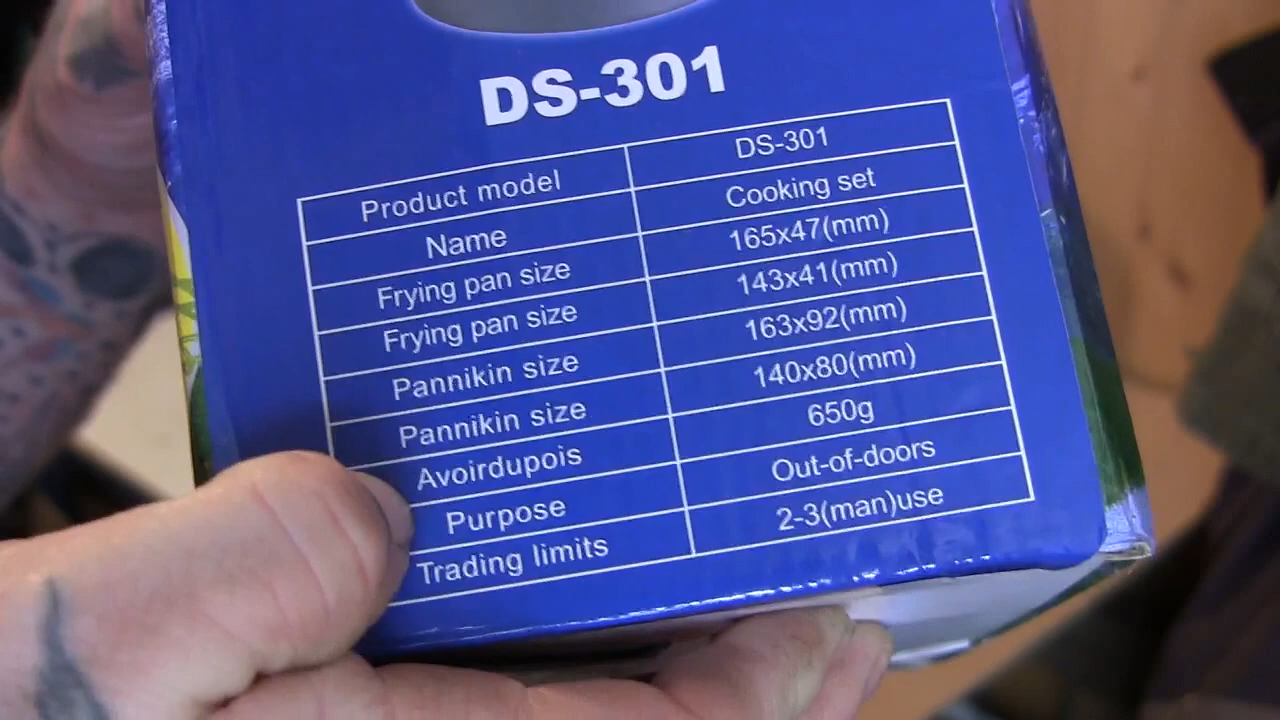 DS-301
Product model DS-301
Name Cooking set
Frying pan size 165x47(mm)
Frying pan size 143x41(mm)
Pannikin size 163x92(mm)
Pannikin size 140x80(mm)
Avoirdupois 650g
Purpose Out-of-doors
Trading limits 2-3(man)use